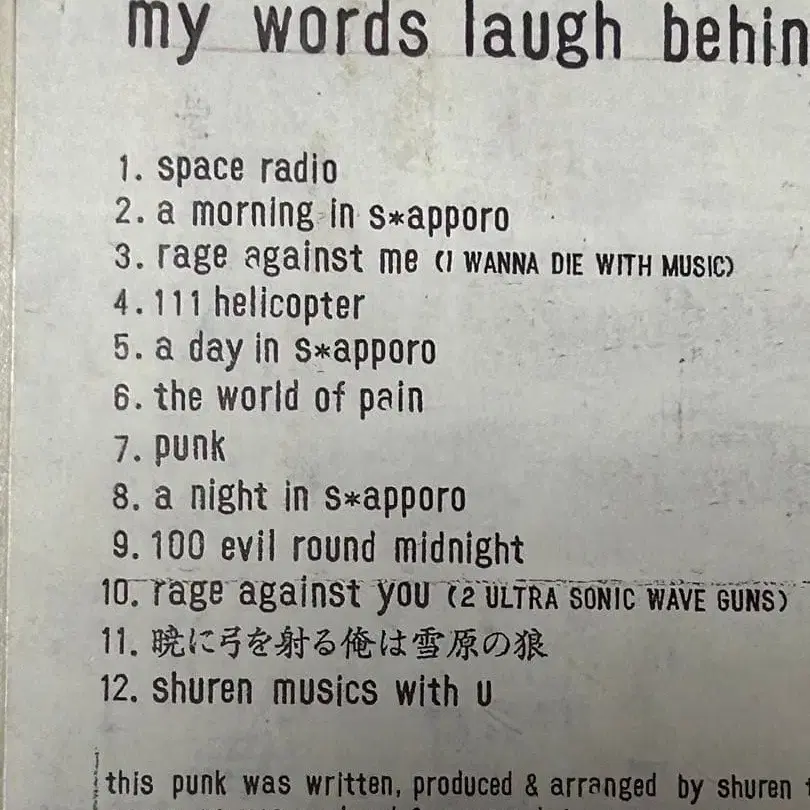 my words laugh behin
1. space radio
2. a morning in s*apporo
3. rage against me (I WANNA DIE WITH MUSIC)
4. 111 helicopter
5. a day in s*apporo
6. the world of pain
7. punk
8. a night in s*apporo
9. 100 evil round midnight
10. rage against you (2 ULTRA SONIC WAVE GUNS)
11. 暁に弓を射る俺は雪原の狼
12. shuren musics with u
this punk was written, produced & arranged by shuren